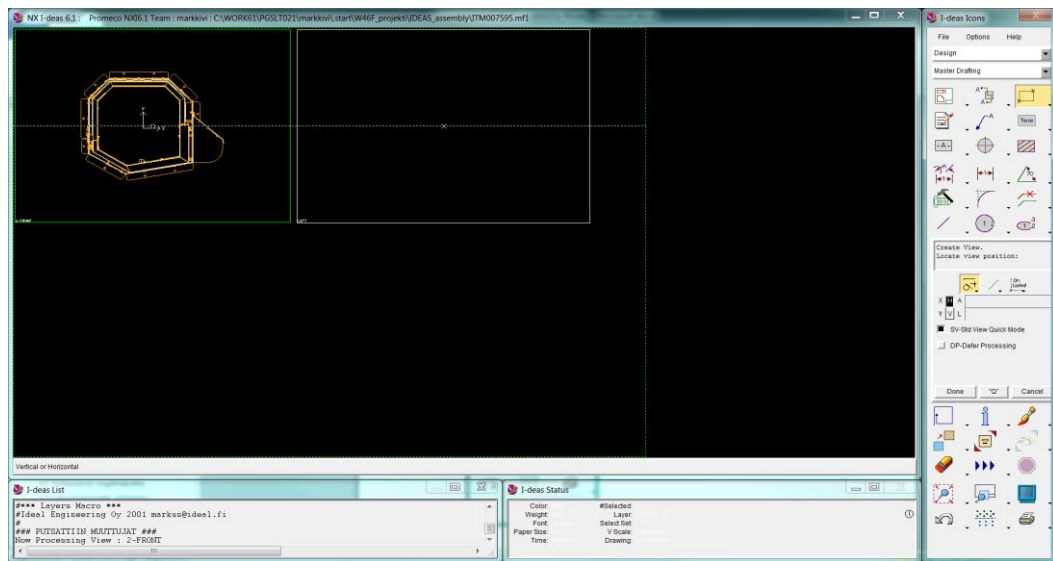 NX I-deas 6.1 : Promeco NXI6.1 Team : markkivi : C:\WORK61\PGSLT021\markkivi\,start\W46F_projekti\IDEAS_assembly\ITM007595.mf1
Y
Y
Vertical or Horizontal
I-deas List
#*** Layers Macro ***
#Ideal Engineering Oy 2001 markus@ideal.fi
#
### PUTSATTIIN MUUTTUJAT ###
Now Processing View : 2-FRONT
I-deas Status
Color:
#Selected:
Weight:
Layer:
Font:
Select Set:
Paper Size:
V Scale:
Time:
Drawing:
I-deas Icons
File Options Help
Design
Master Drafting
Create View.
Locate view position:
X H A
Y V L
SV-Std View Quick Mode
DP-Defer Processing
Done "Q" Cancel